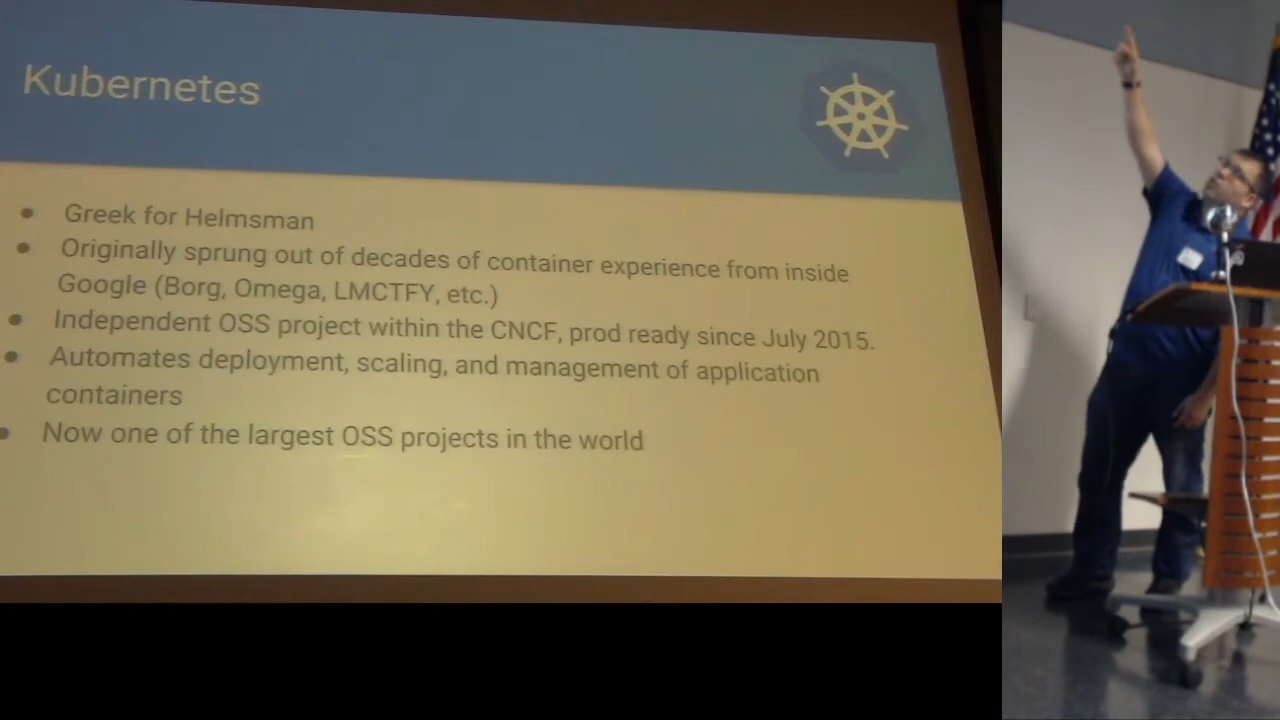 Kubernetes
● Greek for Helmsman
● Originally sprung out of decades of container experience from inside
Google (Borg, Omega, LMCTFY, etc.)
● Independent OSS project within the CNCF, prod ready since July 2015.
● Automates deployment, scaling, and management of application
containers
● Now one of the largest OSS projects in the world